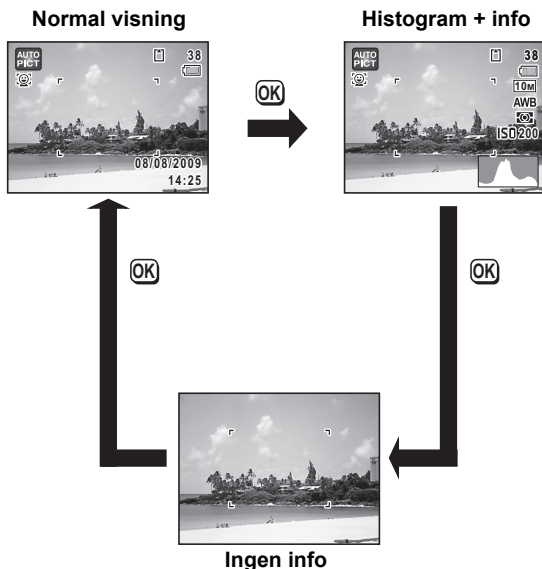 Normal visning
Histogram + info
AUTO
PICT
38
08/08/2009
14:25
OK
AUTO
PICT
38
10M
AWB
ISO 200
OK
OK
Ingen info